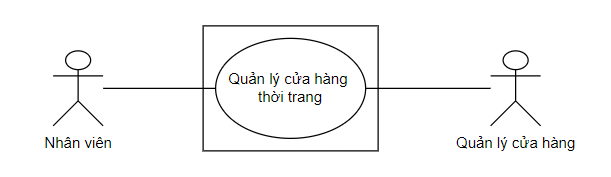 Quản lý cửa hàng
thời trang
Nhân viên
Quản lý cửa hàng